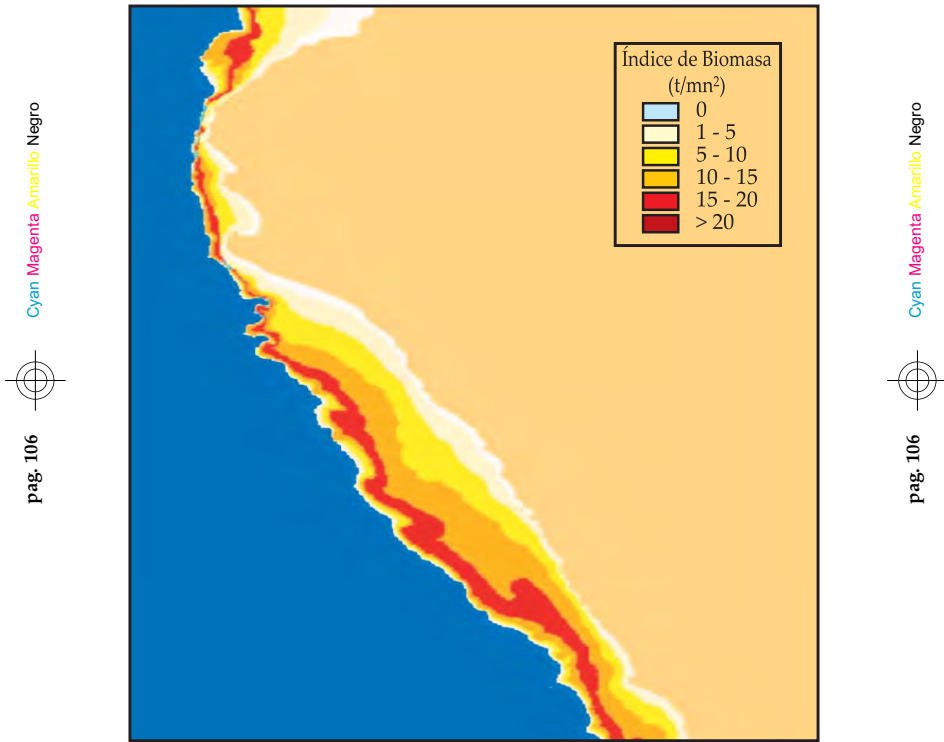 Cyan Magenta Amarillo Negro
pag. 106
Índice de Biomasa
(t/mn²)
0
1 - 5
5 - 10
10 - 15
15 - 20
> 20
Cyan Magenta Amarillo Negro
pag. 106